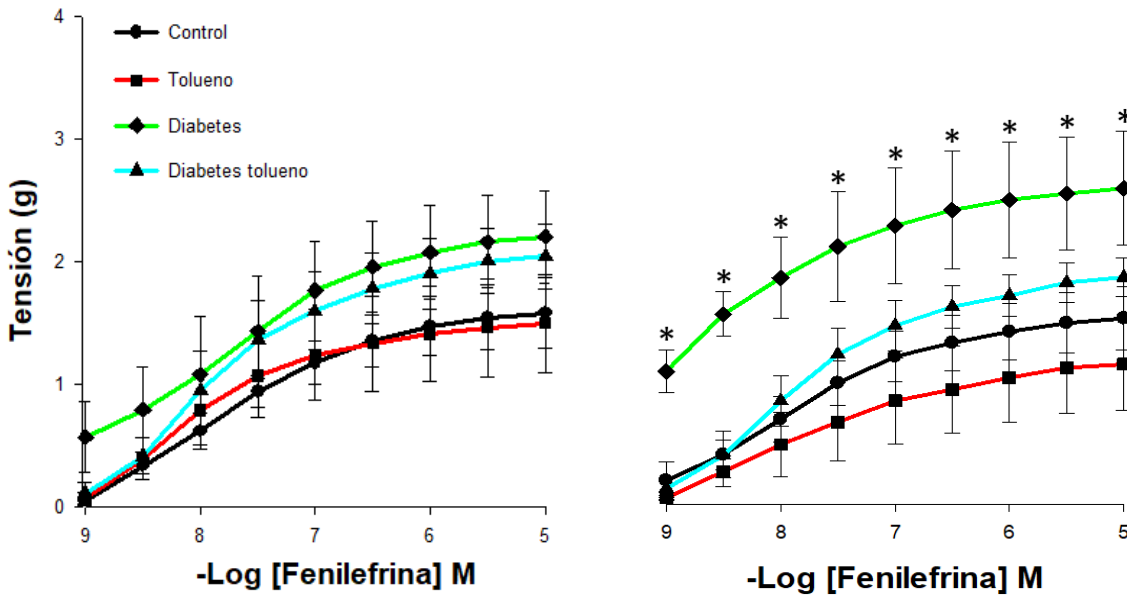 4
Control
Tolueno
Diabetes
Diabetes tolueno
3
2
1
0
Tensión (g)
9 8 7 6 5
-Log [Fenilefrina] M
* * * * * * * * *
9 8 7 6 5
-Log [Fenilefrina] M